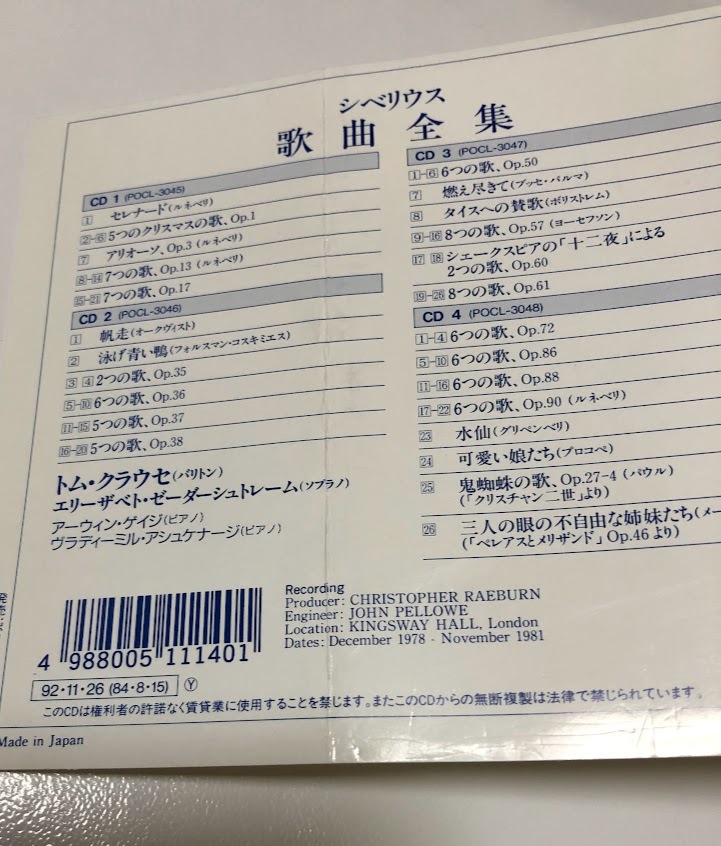 シベリウス
歌曲全集
CD 1 (POCL-3045)
1 セレナード(ルネベリ)
2-6 5つのクリスマスの歌、Op.1
7 アリオーソ、Op.3 (ルネベリ)
8-14 7つの歌、Op.13 (ルネベリ)
15-21 7つの歌、Op.17
CD 2 (POCL-3046)
1 帆走(オークヴィスト)
2 泳げ青い鴨(フォルスマン・コスキミエス)
3 4 2つの歌、Op.35
5-10 6つの歌、Op.36
11-15 5つの歌、Op.37
16-20 5つの歌、Op.38
トム・クラウセ(バリトン)
エリーザベト・ゼーダーシュトレーム(ソプラノ)
アーウィン・ゲイジ(ピアノ)
ヴラディーミル・アシュケナージ(ピアノ)
CD 3 (POCL-3047)
1-6 6つの歌、Op.50
7 燃え尽きて(ブッセ・パルマ)
8 タイスへの賛歌(ボリストレム)
9-16 8つの歌、Op.57 (ヨーセフソン)
17 18 シェークスピアの「十二夜」による
2つの歌、Op.60
19-26 8つの歌、Op.61
CD 4 (POCL-3048)
1-4 6つの歌、Op.72
5-10 6つの歌、Op.86
11-16 6つの歌、Op.88
17-22 6つの歌、Op.90 (ルネベリ)
23 水仙(グリペンベリ)
24 可愛い娘たち(プロコペ)
25 鬼蜘蛛の歌、Op.27-4 (パウル)
(「クリスチャン二世」より)
26 三人の眼の不自由な姉妹たち(メー
(「ペレアスとメリザンド」Op.46 より)
Recording
Producer: CHRISTOPHER RAEBURN
Engineer: JOHN PELLOWE
Location: KINGSWAY HALL, London
Dates: December 1978 - November 1981
4 988005 111401
92・11・26 (84・8・15) Ⓨ
このCDは権利者の許諾なく賃貸業に使用することを禁じます。またこのCDからの無断複製は法律で禁じられています。
Made in Japan